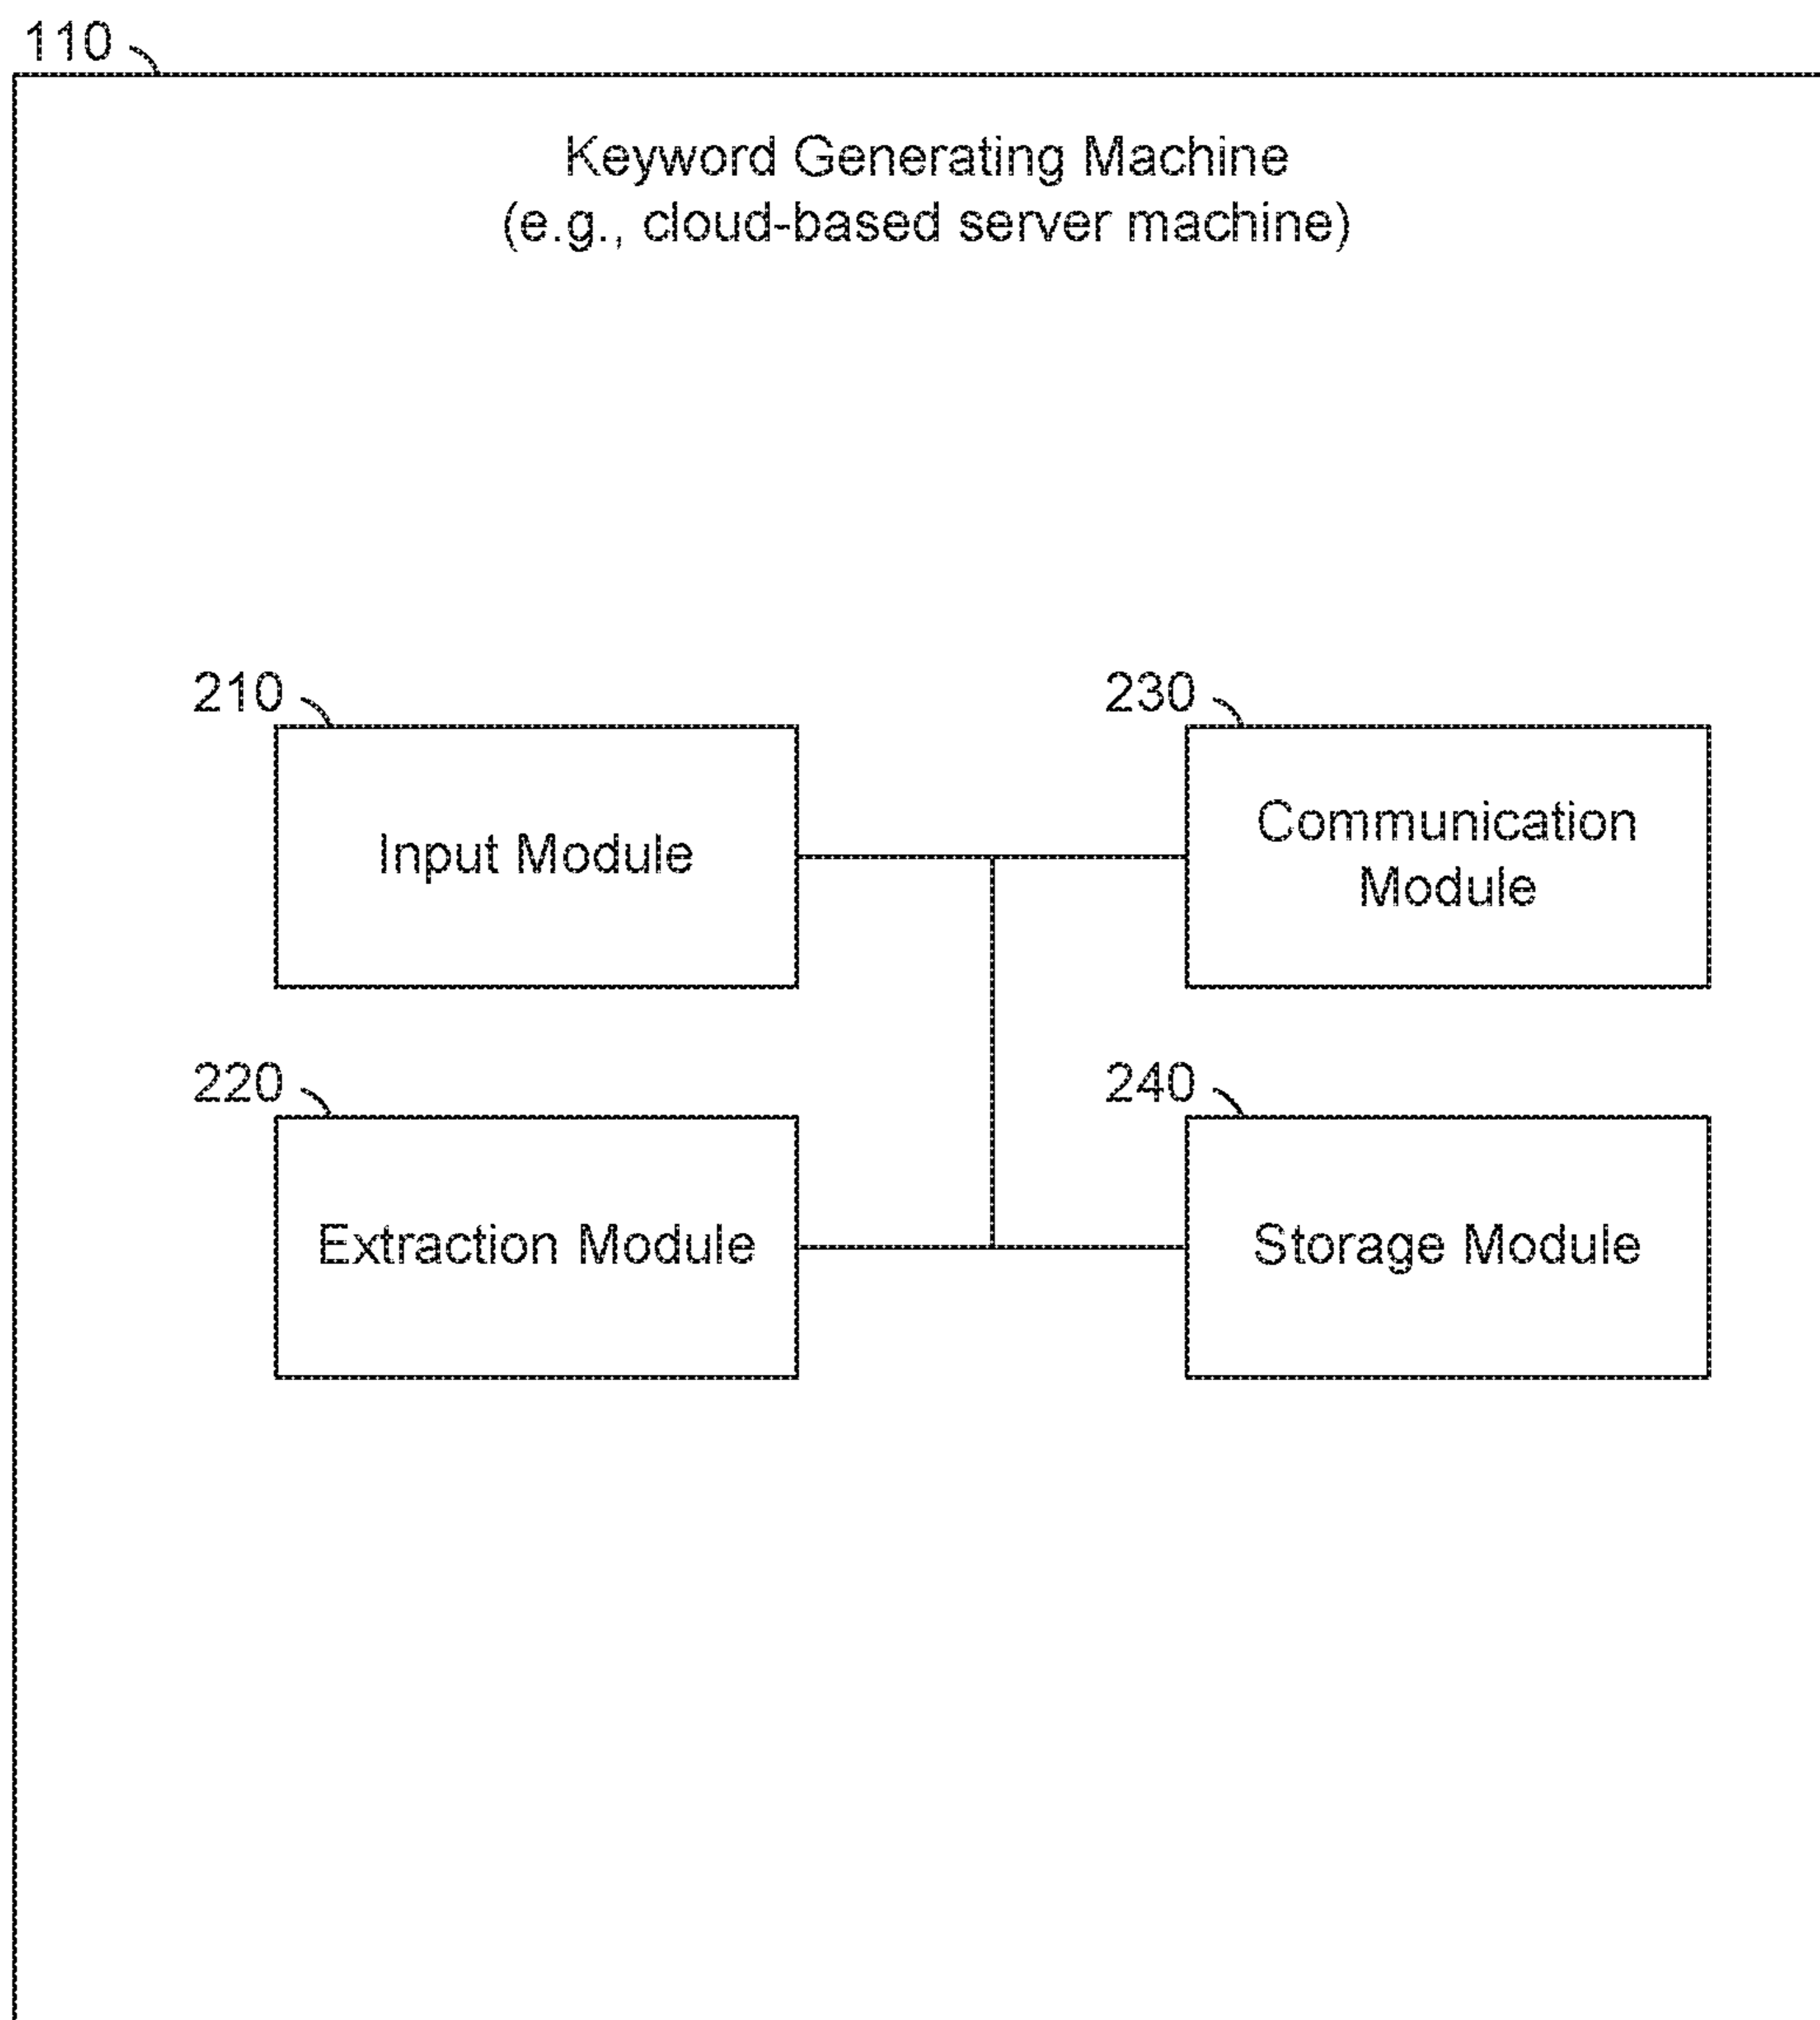 110
Keyword Generating Machine
(e.g., cloud-based server machine)
210
Input Module
230
Communication
Module
220
Extraction Module
240
Storage Module